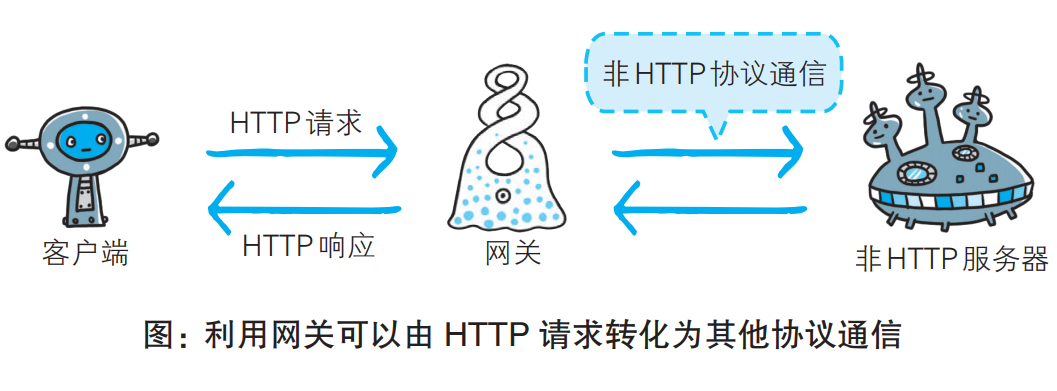 非HTTP协议通信
HTTP请求
HTTP响应
客户端
网关
非HTTP服务器
图：利用网关可以由 HTTP 请求转化为其他协议通信